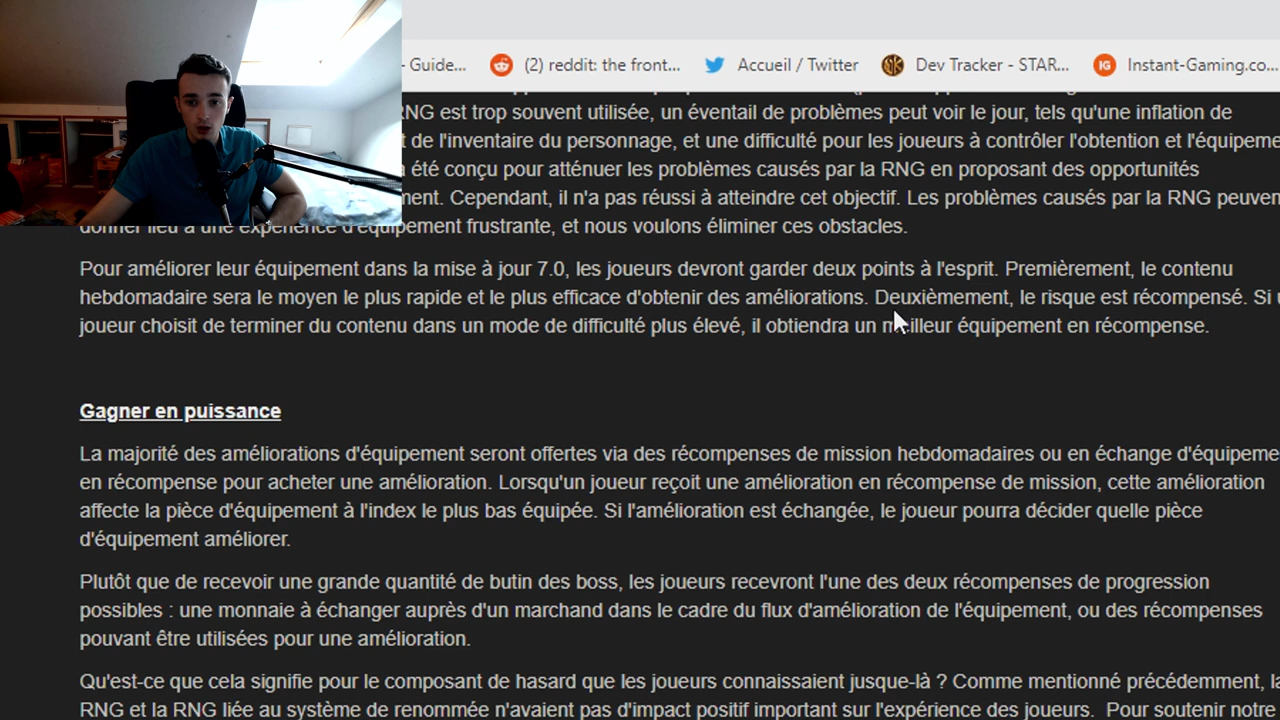 - Guide...
(2) reddit: the front...
Accueil / Twitter
Dev Tracker - STAR...
IG
Instant-Gaming.co...
RNG est trop souvent utilisée, un éventail de problèmes peut voir le jour, tels qu'une inflation de
t de l'inventaire du personnage, et une difficulté pour les joueurs à contrôler l'obtention et l'équipeme
été conçu pour atténuer les problèmes causés par la RNG en proposant des opportunités
ment. Cependant, il n'a pas réussi à atteindre cet objectif. Les problèmes causés par la RNG peuven
donner lieu à une expérience d'équipement frustrante, et nous voulons éliminer ces obstacles.
Pour améliorer leur équipement dans la mise à jour 7.0, les joueurs devront garder deux points à l'esprit. Premièrement, le contenu
hebdomadaire sera le moyen le plus rapide et le plus efficace d'obtenir des améliorations. Deuxièmement, le risque est récompensé. Si u
joueur choisit de terminer du contenu dans un mode de difficulté plus élevé, il obtiendra un meilleur équipement en récompense.
Gagner en puissance
La majorité des améliorations d'équipement seront offertes via des récompenses de mission hebdomadaires ou en échange d'équipeme
en récompense pour acheter une amélioration. Lorsqu'un joueur reçoit une amélioration en récompense de mission, cette amélioration
affecte la pièce d'équipement à l'index le plus bas équipée. Si l'amélioration est échangée, le joueur pourra décider quelle pièce
d'équipement améliorer.
Plutôt que de recevoir une grande quantité de butin des boss, les joueurs recevront l'une des deux récompenses de progression
possibles : une monnaie à échanger auprès d'un marchand dans le cadre du flux d'amélioration de l'équipement, ou des récompenses
pouvant être utilisées pour une amélioration.
Qu'est-ce que cela signifie pour le composant de hasard que les joueurs connaissaient jusque-là ? Comme mentionné précédemment, la
RNG et la RNG liée au système de renommée n'avaient pas d'impact positif important sur l'expérience des joueurs. Pour soutenir notre